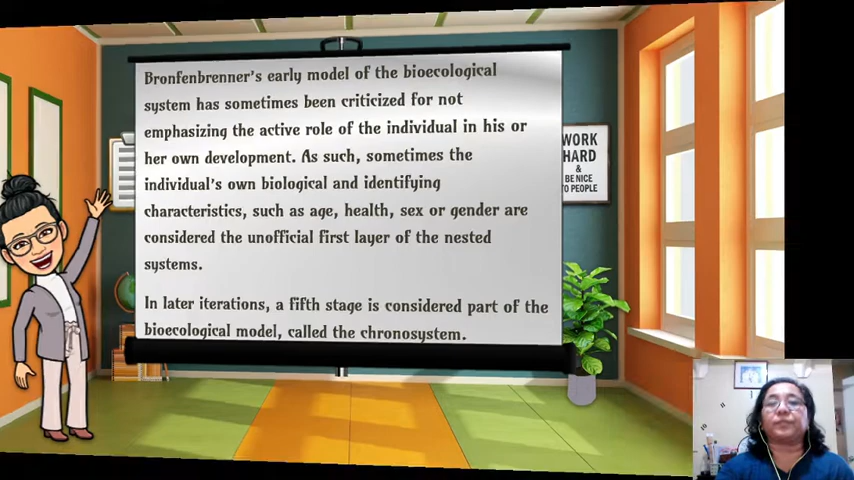 Bronfenbrenner's early model of the bioecological
system has sometimes been criticized for not
emphasizing the active role of the individual in his or
her own development. As such, sometimes the
individual's own biological and identifying
characteristics, such as age, health, sex or gender are
considered the unofficial first layer of the nested
systems.
In later iterations, a fifth stage is considered part of the
bioecological model, called the chronosystem.
WORK
HARD
& 
BE NICE
TO PEOPLE